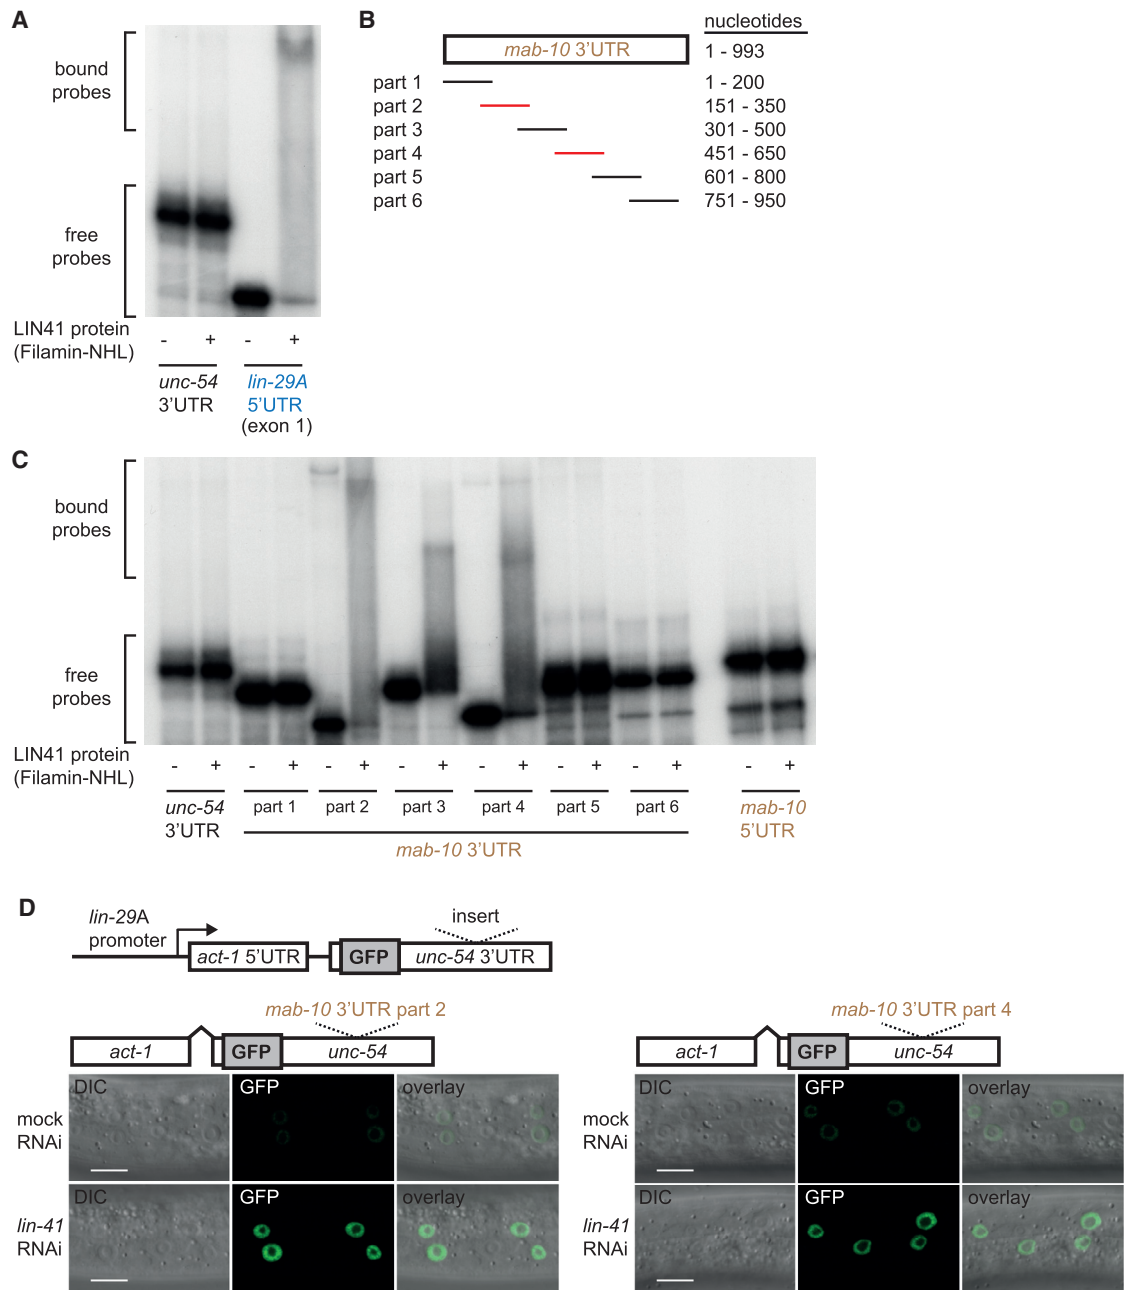 A
bound
probes
free
probes
LIN41 protein
(Filamin-NHL)
- + - +
unc-54
3’UTR
lin-29A
5’UTR
(exon 1)
B
nucleotides
mab-10 3’UTR 1 - 993
part 1 1 - 200
part 2 151 - 350
part 3 301 - 500
part 4 451 - 650
part 5 601 - 800
part 6 751 - 950
C
bound
probes
free
probes
LIN41 protein
(Filamin-NHL)
- + - + - + - + - + - + - + - +
unc-54
3’UTR
part 1 part 2 part 3 part 4 part 5 part 6
mab-10 3’UTR
mab-10
5’UTR
D
lin-29A
promoter
insert
act-1 5’UTR GFP unc-54 3’UTR
mab-10 3’UTR part 2
act-1 GFP unc-54
DIC GFP overlay
mock
RNAi
DIC GFP overlay
lin-41
RNAi
mab-10 3’UTR part 4
act-1 GFP unc-54
DIC GFP overlay
mock
RNAi
DIC GFP overlay
lin-41
RNAi